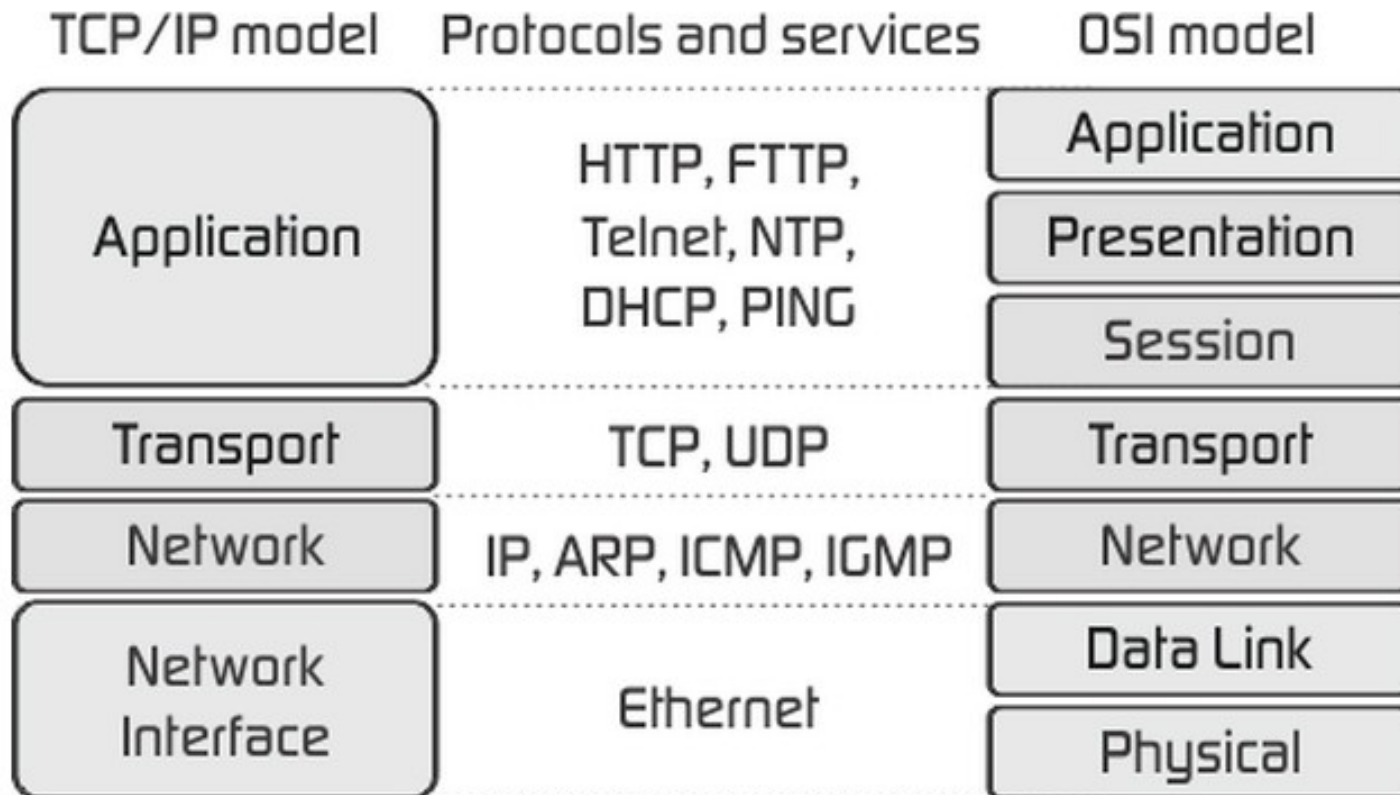 TCP/IP model
Protocols and services
OSI model
Application
HTTP, FTTP,
Telnet, NTP,
DHCP, PING
Application
Presentation
Session
Transport
TCP, UDP
Transport
Network
IP, ARP, ICMP, IGMP
Network
Network
Interface
Ethernet
Data Link
Physical